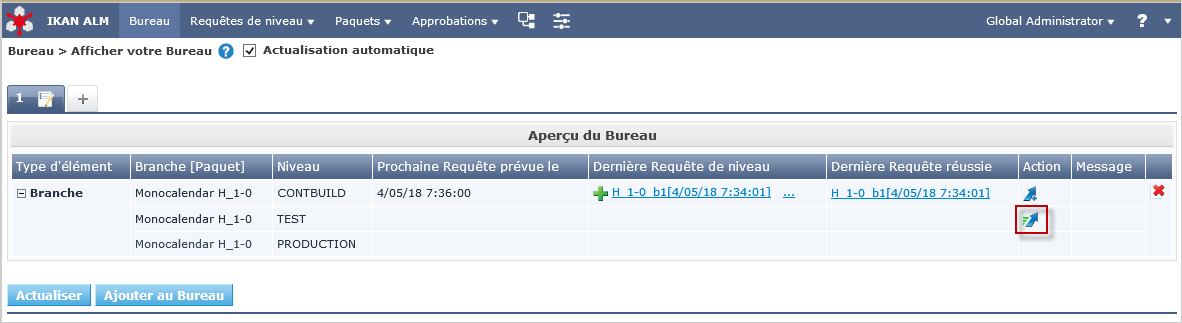 IKAN ALM Bureau Requêtes de niveau Paquets Approbations Global Administrator ?
Bureau > Afficher votre Bureau ? Actualisation automatique
1 +
Aperçu du Bureau
Type d'élément Branche [Paquet] Niveau Prochaine Requête prévue le Dernière Requête de niveau Dernière Requête réussie Action Message
Branche Monocalendar H_1-0 CONTBUILD 4/05/18 7:36:00 H_1-0_b1[4/05/18 7:34:01] ... H_1-0_b1[4/05/18 7:34:01]
Monocalendar H_1-0 TEST
Monocalendar H_1-0 PRODUCTION
Actualiser Ajouter au Bureau